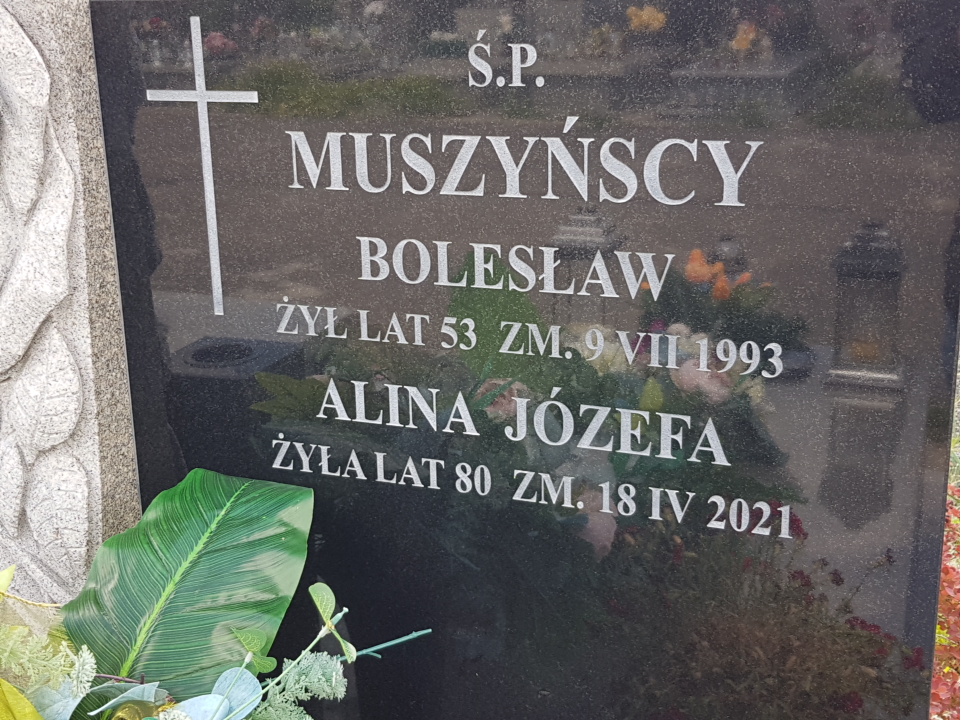 Ś.P.
MUSZYŃSCY
BOLESŁAW
ŻYŁ LAT 53 ZM. 9 VII 1993
ALINA JÓZEFA
ŻYŁA LAT 80 ZM. 18 IV 2021